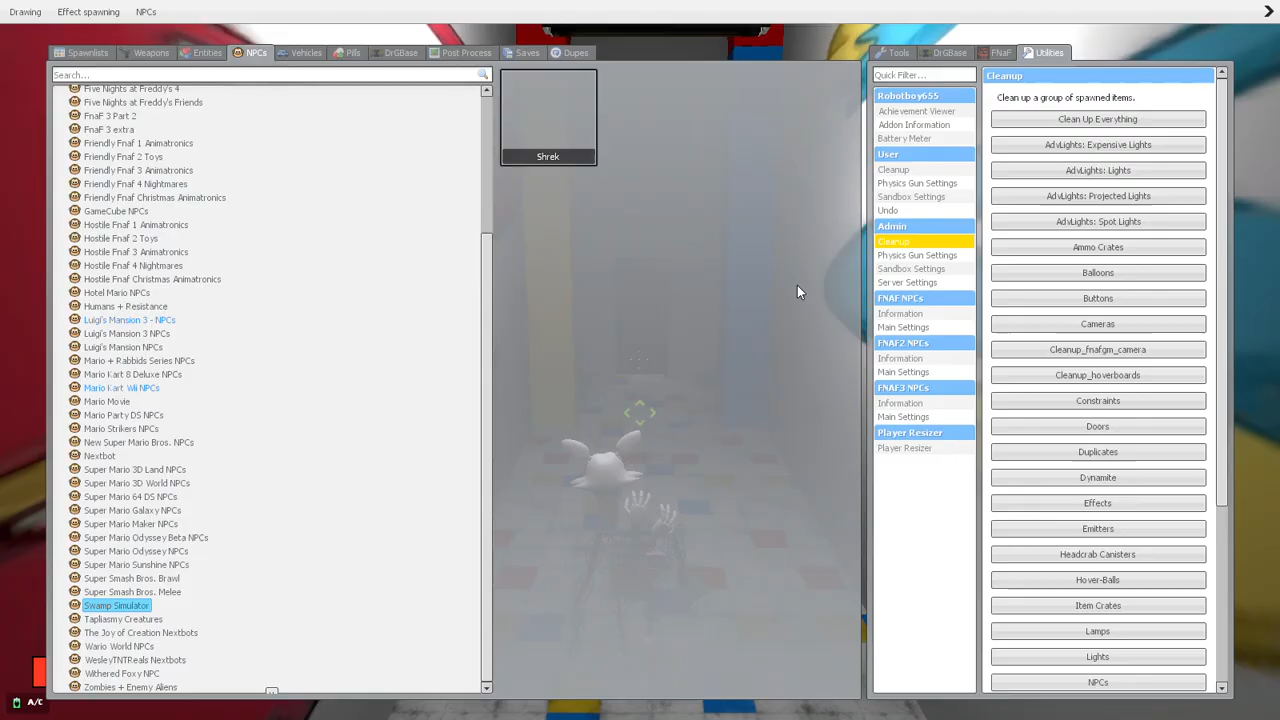 Drawing Effect spawning NPCs
Spawnlists Weapons Entities NPCs Vehicles Pills DrGBase Post Process Saves Dupes
Search...
Five Nights at Freddy's 4
Five Nights at Freddy's Friends
FnaF 3 Part 2
FnaF 3 extra
Friendly Fnaf 1 Animatronics
Friendly Fnaf 2 Toys
Friendly Fnaf 3 Animatronics
Friendly Fnaf 4 Nightmares
Friendly Fnaf Christmas Animatronics
GameCube NPCs
Hostile Fnaf 1 Animatronics
Hostile Fnaf 2 Toys
Hostile Fnaf 3 Animatronics
Hostile Fnaf 4 Nightmares
Hostile Fnaf Christmas Animatronics
Hotel Mario NPCs
Humans + Resistance
Luigi's Mansion 3 - NPCs
Luigi's Mansion 3 NPCs
Luigi's Mansion NPCs
Mario + Rabbids Series NPCs
Mario Kart 8 Deluxe NPCs
Mario Kart Wii NPCs
Mario Movie
Mario Party DS NPCs
Mario Strikers NPCs
New Super Mario Bros. NPCs
Nextbot
Super Mario 3D Land NPCs
Super Mario 3D World NPCs
Super Mario 64 DS NPCs
Super Mario Galaxy NPCs
Super Mario Maker NPCs
Super Mario Odyssey Beta NPCs
Super Mario Odyssey NPCs
Super Mario Sunshine NPCs
Super Smash Bros. Brawl
Super Smash Bros. Melee
Swamp Simulator
Tapliasmy Creatures
The Joy of Creation Nextbots
Wario World NPCs
WesleyTNTReals Nextbots
Withered Foxy NPC
Zombies + Enemy Aliens
A/C
Shrek
Tools DrGBase FNaF Utilities
Quick Filter...
Robotboy655
Achievement Viewer
Addon Information
Battery Meter
User
Cleanup
Physics Gun Settings
Sandbox Settings
Undo
Admin
Cleanup
Physics Gun Settings
Sandbox Settings
Server Settings
FNAF NPCs
Information
Main Settings
FNAF2 NPCs
Information
Main Settings
FNAF3 NPCs
Information
Main Settings
Player Resizer
Player Resizer
Cleanup
Clean up a group of spawned items.
Clean Up Everything
AdvLights: Expensive Lights
AdvLights: Lights
AdvLights: Projected Lights
AdvLights: Spot Lights
Ammo Crates
Balloons
Buttons
Cameras
Cleanup_fnafgm_camera
Cleanup_hoverboards
Constraints
Doors
Duplicates
Dynamite
Effects
Emitters
Headcrab Canisters
Hover-Balls
Item Crates
Lamps
Lights
NPCs